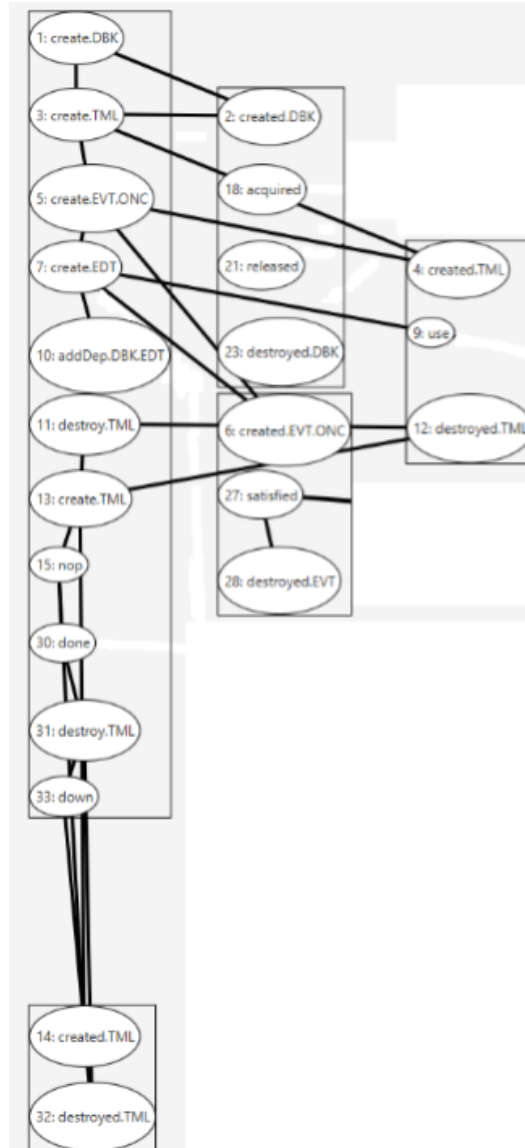 1: create.DBK
3: create.TML
5: create.EVT.ONC
7: create.EDT
10: addDep.DBK.EDT
11: destroy.TML
13: create.TML
15: nop
30: done
31: destroy.TML
33: down
2: created.DBK
18: acquired
21: released
23: destroyed.DBK
6: created.EVT.ONC
27: satisfied
28: destroyed.EVT
4: created.TML
9: use
12: destroyed.TML
14: created.TML
32: destroyed.TML